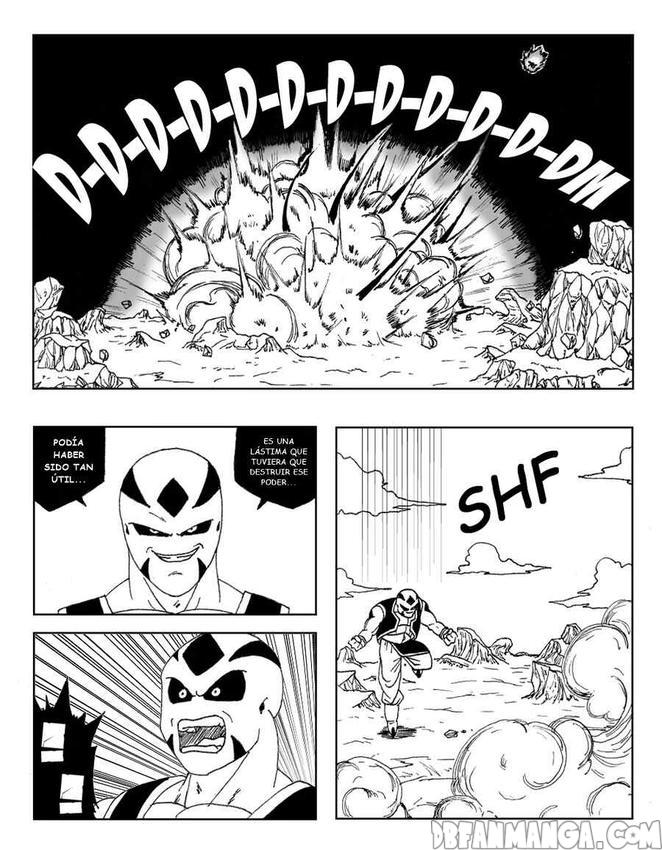 D-D-D-D-D-D-D-D-D-D-D-DM
ES UNA
LÁSTIMA QUE
TUVIERA QUE
DESTRUIR ESE
PODER...
PODÍA
HABER
SIDO TAN
ÚTIL...
SHF
DBFANMANGA.COM